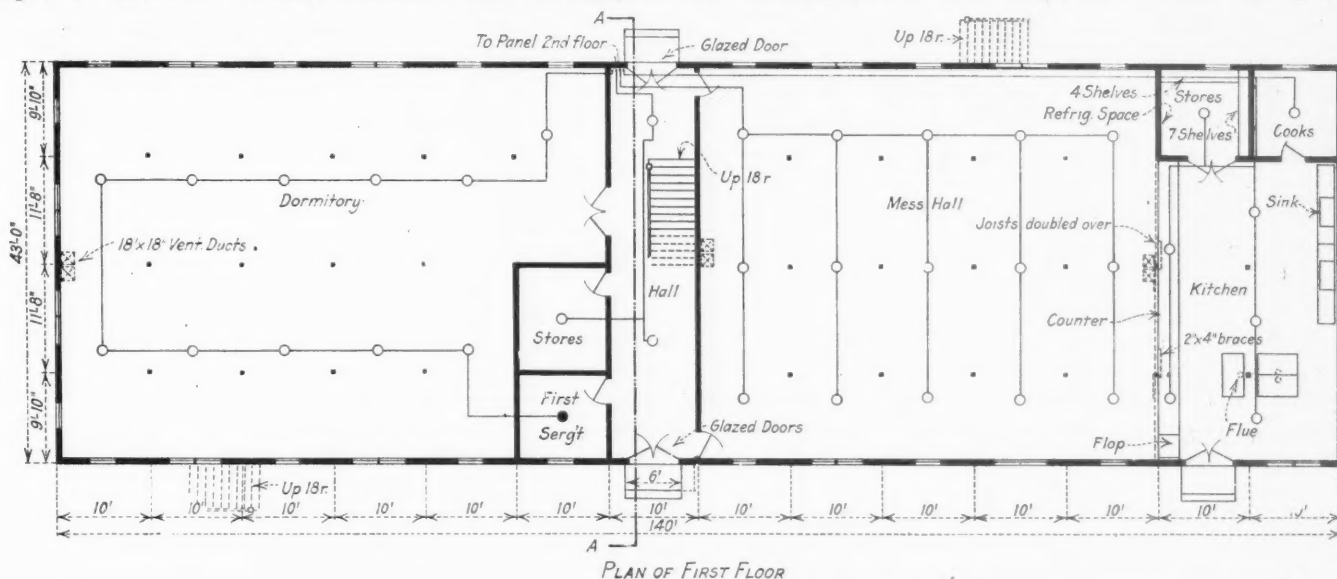 A
To Panel 2nd floor
Glazed Door
Up 18 r.
4 Shelves
Stores
Refrig. Space
7 Shelves
Cooks
9'-10"
11'-8"
43'-0"
11'-8"
9'-10"
Dormitory
18"x18" Vent. Ducts
Up 18 r
Mess Hall
Joists doubled over
Sink
Hall
Kitchen
Stores
Counter
2"x4" braces
First
Serg't
Glazed Doors
Flop
Flue
Up 18 r.
6'
10' 10' 10' 10' 10' 10' 10' 10' 10' 10' 10' 10' 10'
140'
A
PLAN OF FIRST FLOOR